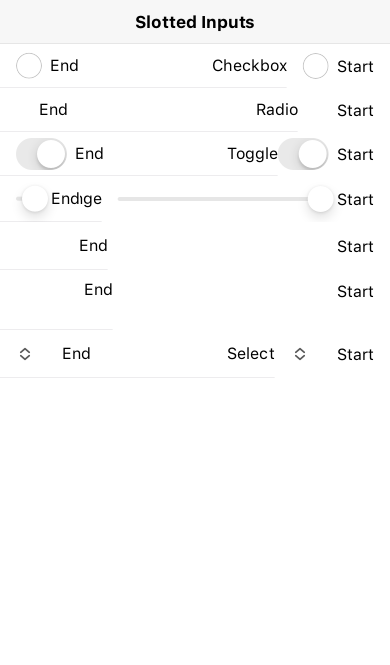 Slotted Inputs
End Checkbox Start
End Radio Start
End Toggle Start
End Start
End Start
End Start
End Select Start